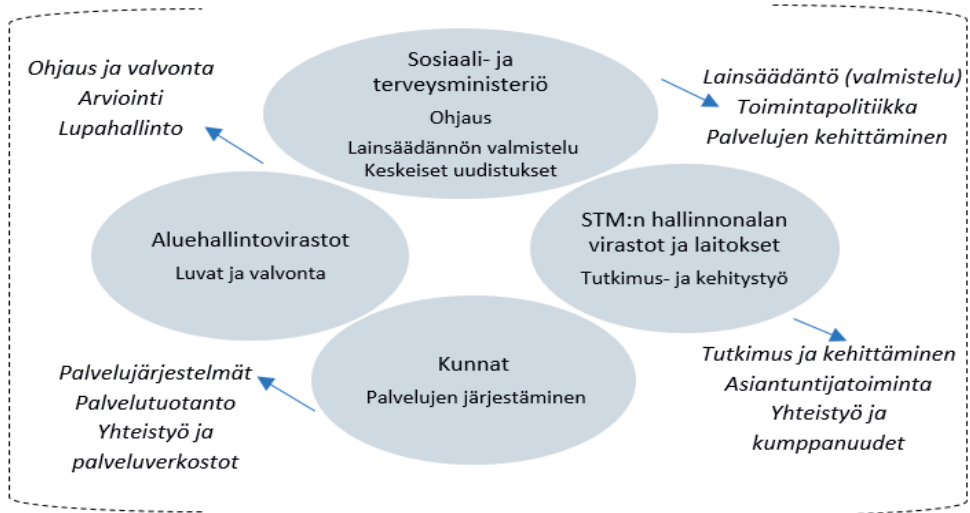 Sosiaali- ja
terveysministeriö
Ohjaus
Lainsäädännön valmistelu
Keskeiset uudistukset
Ohjaus ja valvonta
Arviointi
Lupahallinto
Lainsäädäntö (valmistelu)
Toimintapolitiikka
Palvelujen kehittäminen
Aluehallintovirastot
Luvat ja valvonta
STM:n hallinnonalan
virastot ja laitokset
Tutkimus- ja kehitystyö
Kunnat
Palvelujen järjestäminen
Palvelujärjestelmät
Palvelutuotanto
Yhteistyö ja
palveluverkostot
Tutkimus ja kehittäminen
Asiantuntijatoiminta
Yhteistyö ja
kumppanuudet